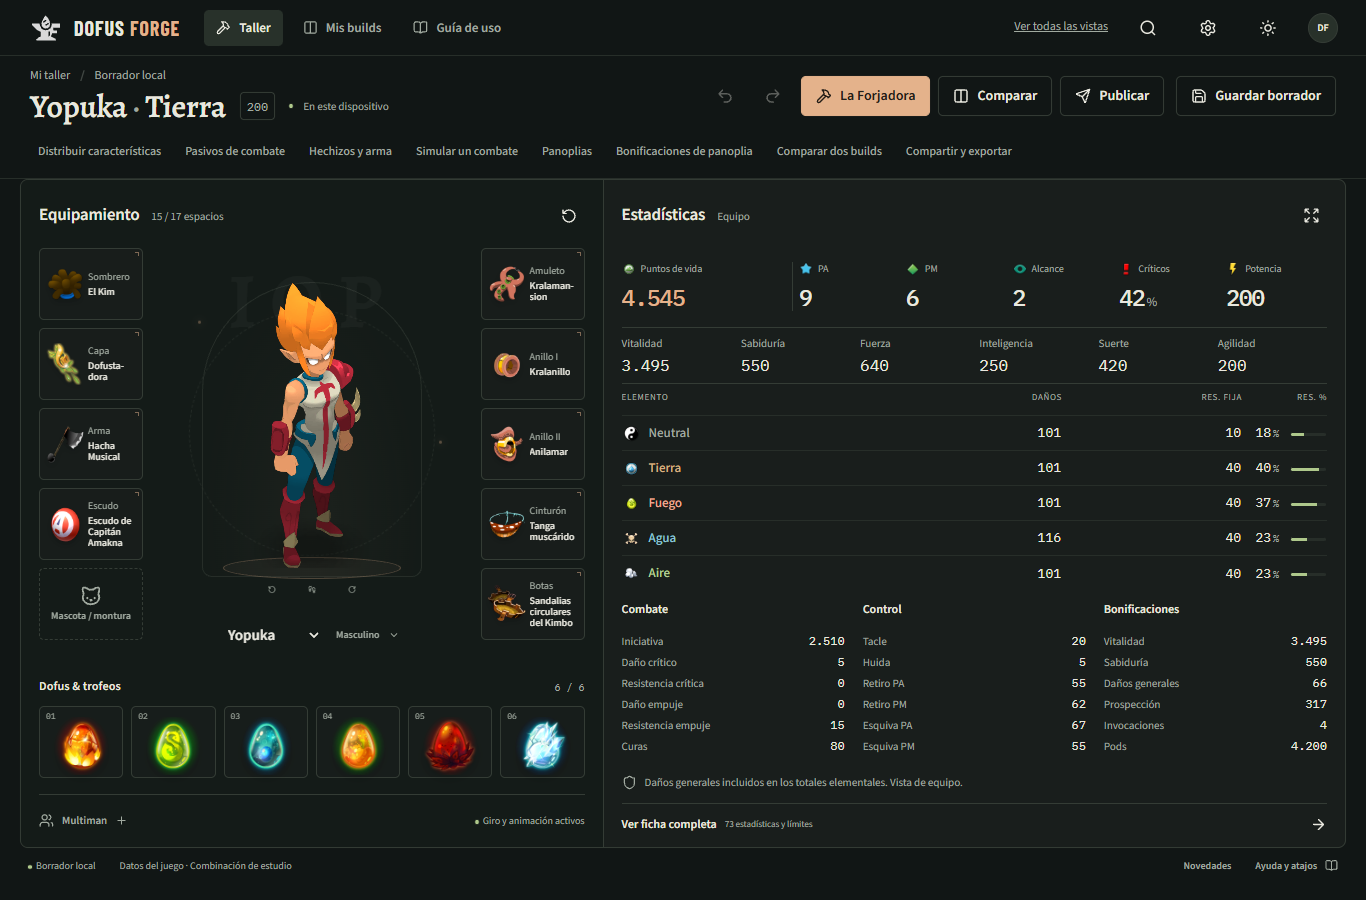 DOFUS FORGE
Taller
Mis builds
Guía de uso
Ver todas las vistas
DF
Mi taller / Borrador local
Yopuka · Tierra
200
• En este dispositivo
La Forjadora
Comparar
Publicar
Guardar borrador
Distribuir características
Pasivos de combate
Hechizos y arma
Simular un combate
Panoplias
Bonificaciones de panoplia
Comparar dos builds
Compartir y exportar
Equipamiento
15 / 17 espacios
IOP
Sombrero
El Kim
Capa
Dofusta-
dora
Arma
Hacha
Musical
Escudo
Escudo de
Capitán
Amakna
Mascota / montura
Amuleto
Kralaman-
sion
Anillo I
Kralanillo
Anillo II
Anilamar
Cinturón
Tanga
muscárido
Botas
Sandalias
circulares
del Kimbo
Yopuka
Masculino
Dofus & trofeos
6 / 6
01
02
03
04
05
06
Multiman +
• Giro y animación activos
Estadísticas
Equipo
Puntos de vida
4.545
PA
9
PM
6
Alcance
2
Críticos
42%
Potencia
200
Vitalidad
3.495
Sabiduría
550
Fuerza
640
Inteligencia
250
Suerte
420
Agilidad
200
ELEMENTO DAÑOS RES. FIJA RES. %
Neutral 101 10 18%
Tierra 101 40 40%
Fuego 101 40 37%
Agua 116 40 23%
Aire 101 40 23%
Combate
Iniciativa 2.510
Daño crítico 5
Resistencia crítica 0
Daño empuje 0
Resistencia empuje 15
Curas 80
Control
Tacle 20
Huida 5
Retiro PA 55
Retiro PM 62
Esquiva PA 67
Esquiva PM 55
Bonificaciones
Vitalidad 3.495
Sabiduría 550
Daños generales 66
Prospección 317
Invocaciones 4
Pods 4.200
Daños generales incluidos en los totales elementales. Vista de equipo.
Ver ficha completa
73 estadísticas y límites
• Borrador local
Datos del juego · Combinación de estudio
Novedades
Ayuda y atajos